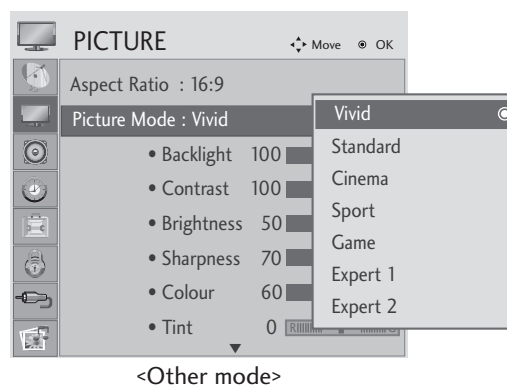 PICTURE
Move OK
Aspect Ratio : 16:9
Picture Mode : Vivid
• Backlight 100
• Contrast 100
• Brightness 50
• Sharpness 70
• Colour 60
• Tint 0
Vivid
Standard
Cinema
Sport
Game
Expert 1
Expert 2
<Other mode>